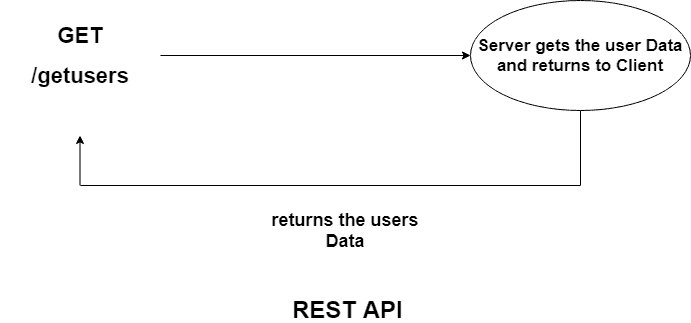 GET
/getusers
Server gets the user Data
and returns to Client
returns the users
Data
REST API